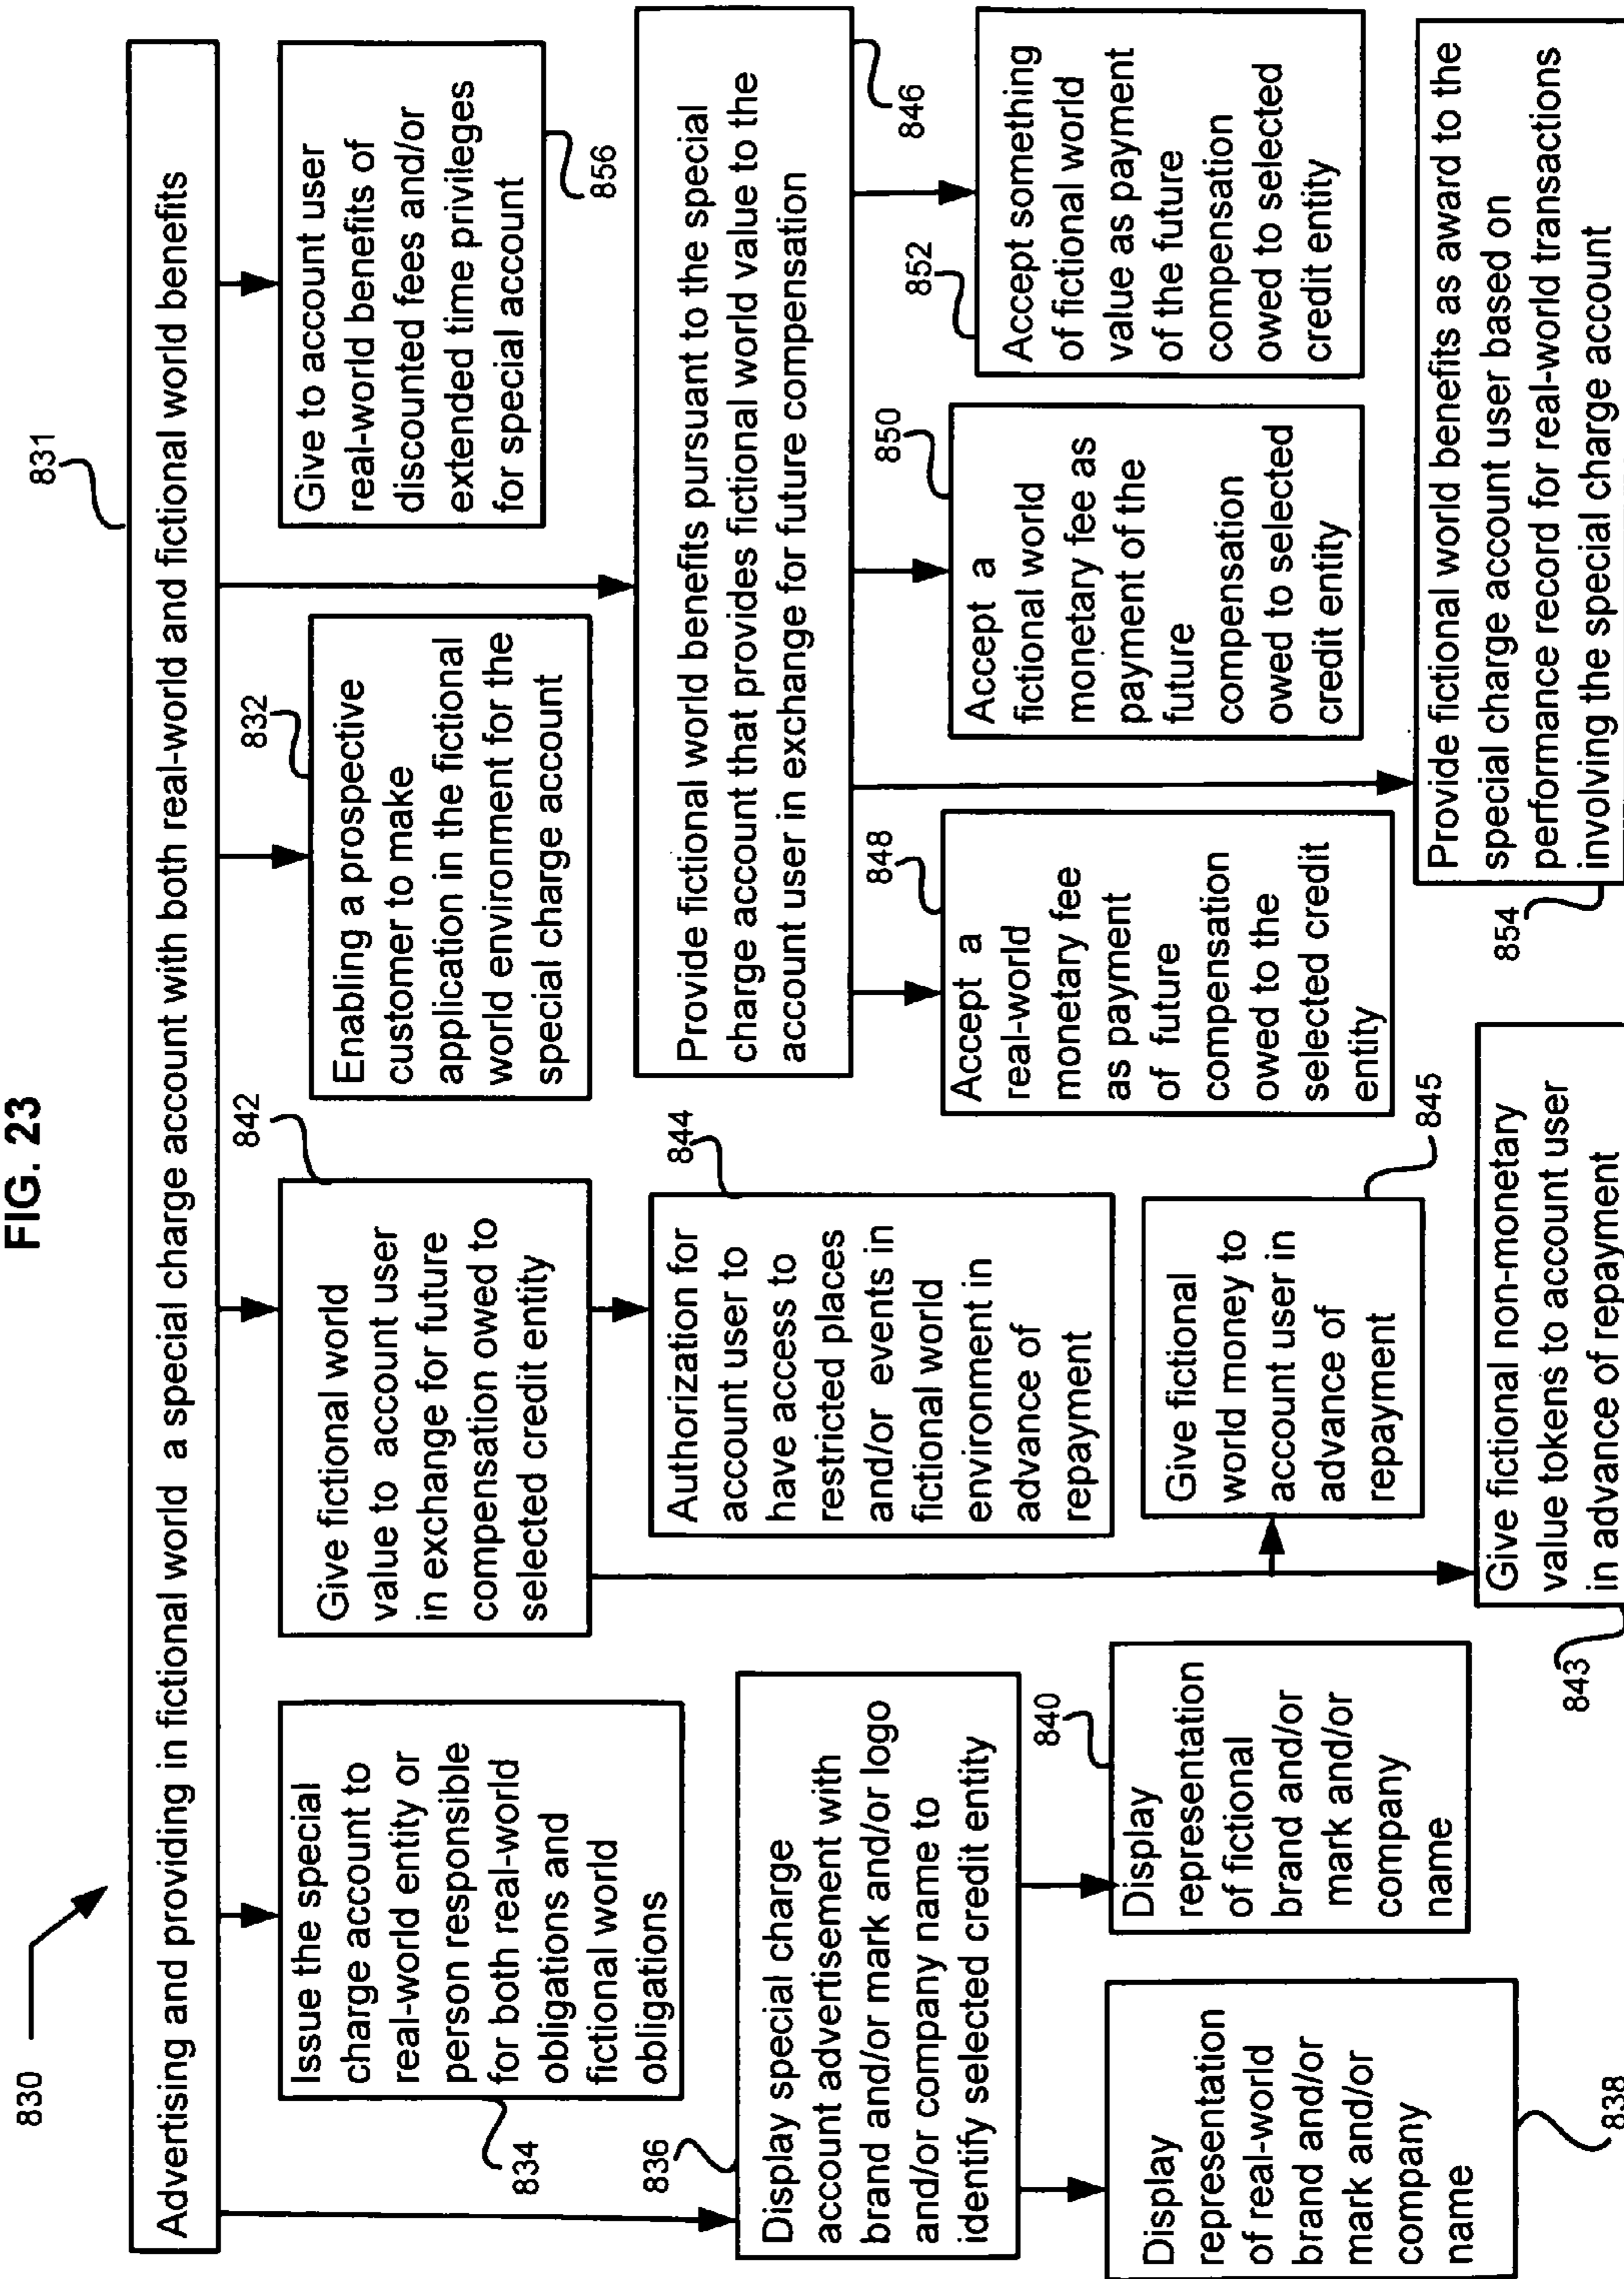 FIG. 23
830
831
Advertising and providing in fictional world a special charge account with both real-world and fictional world benefits
834
Issue the special
charge account to
real-world entity or
person responsible
for both real-world
obligations and
fictional world
obligations
842
Give fictional world
value to account user
in exchange for future
compensation owed to
selected credit entity
832
Enabling a prospective
customer to make
application in the fictional
world environment for the
special charge account
856
Give to account user
real-world benefits of
discounted fees and/or
extended time privileges
for special account
836
Display special charge
account advertisement with
brand and/or mark and/or logo
and/or company name to
identify selected credit entity
844
Authorization for
account user to
have access to
restricted places
and/or events in
fictional world
environment in
advance of
repayment
846
Provide fictional world benefits pursuant to the special
charge account that provides fictional world value to the
account user in exchange for future compensation
838
Display
representation
of real-world
brand and/or
mark and/or
company
name
840
Display
representation
of fictional
brand and/or
mark and/or
company
name
845
Give fictional
world money to
account user in
advance of
repayment
848
Accept a
real-world
monetary fee
as payment
of future
compensation
owed to the
selected credit
entity
850
Accept a
fictional world
monetary fee as
payment of the
future
compensation
owed to selected
credit entity
852
Accept something
of fictional world
value as payment
of the future
compensation
owed to selected
credit entity
843
Give fictional non-monetary
value tokens to account user
in advance of repayment
854
Provide fictional world benefits as award to the
special charge account user based on
performance record for real-world transactions
involving the special charge account